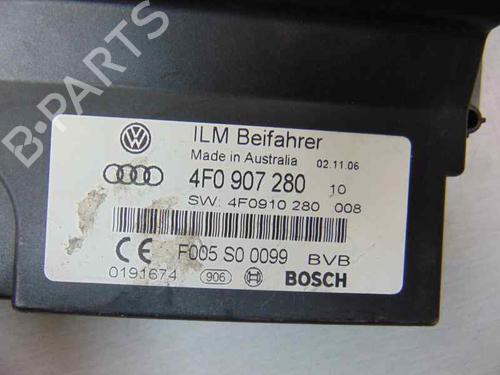 B-PARTS
ILM Beifahrer
Made in Australia 02.11.06
4F0 907 280 10
SW: 4F0910 280 008
CE F005 S0 0099 BVB
0191674 906 BOSCH